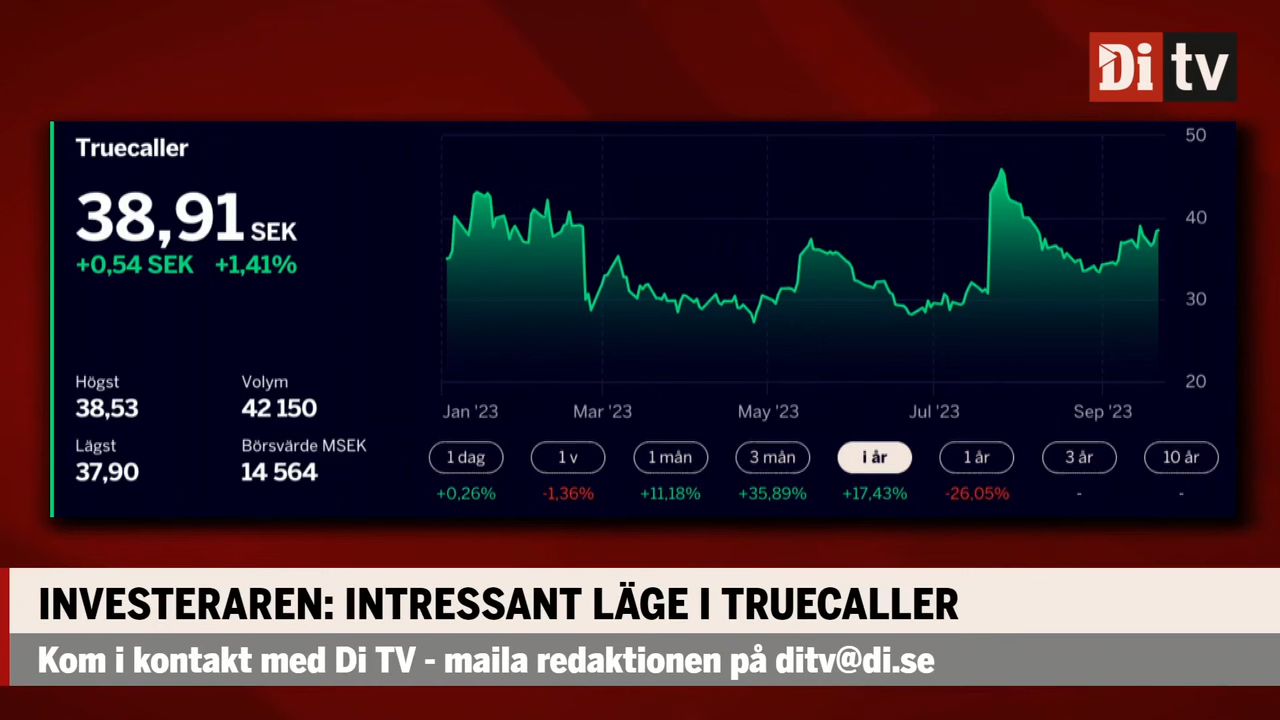 Di tv
Truecaller
38,91 SEK
+0,54 SEK +1,41%
Högst Volym
38,53 42 150
Lägst Börsvärde MSEK
37,90 14 564
50
40
30
20
Jan '23 Mar '23 May '23 Jul '23 Sep '23
1 dag 1 v 1 mån 3 mån i år 1 år 3 år 10 år
+0,26% -1,36% +11,18% +35,89% +17,43% -26,05% - -
INVESTERAREN: INTRESSANT LÄGE I TRUECALLER
Kom i kontakt med Di TV - maila redaktionen på ditv@di.se